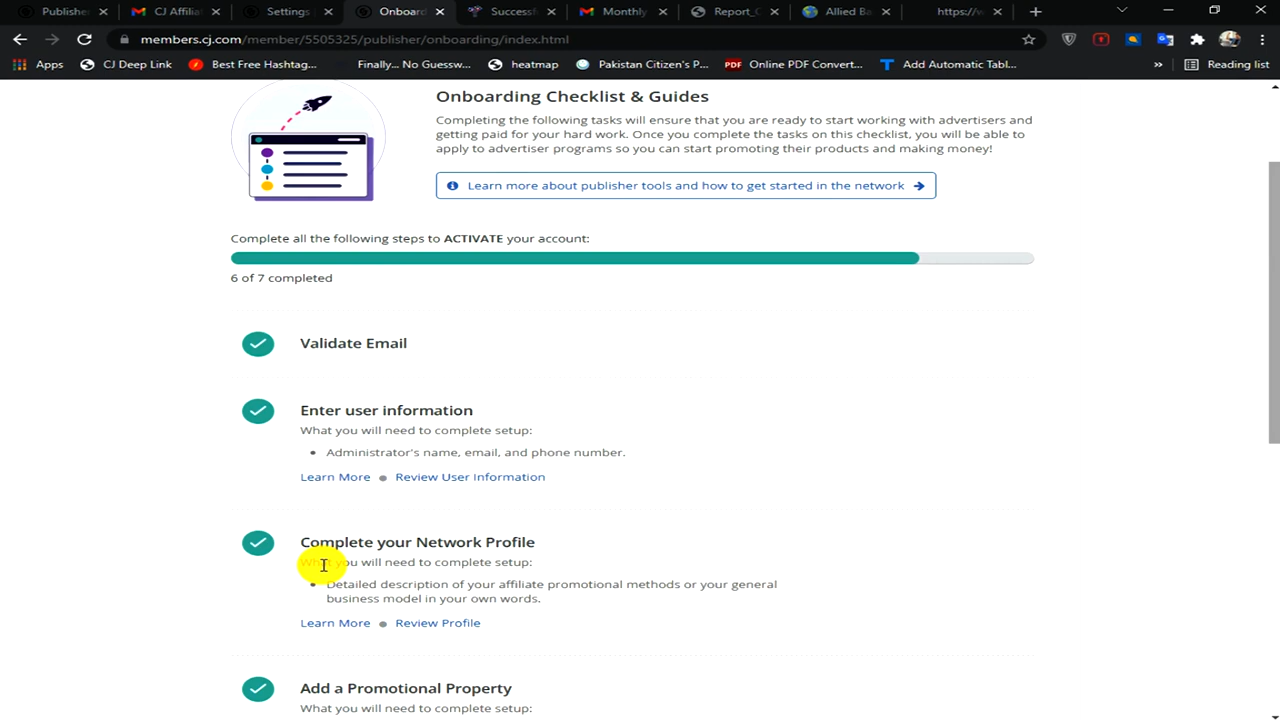 Publisher
CJ Affilia
Settings
Onboard
Success
Monthly
Report_C
Allied Ba
https://w
members.cj.com/member/5505325/publisher/onboarding/index.html
Apps
CJ Deep Link
Best Free Hashtag...
Finally... No Guessw...
heatmap
Pakistan Citizen's P...
PDF Online PDF Convert...
Add Automatic Tabl...
»
Reading list
Onboarding Checklist & Guides
Completing the following tasks will ensure that you are ready to start working with advertisers and
getting paid for your hard work. Once you complete the tasks on this checklist, you will be able to
apply to advertiser programs so you can start promoting their products and making money!
Learn more about publisher tools and how to get started in the network
Complete all the following steps to ACTIVATE your account:
6 of 7 completed
Validate Email
Enter user information
What you will need to complete setup:
• Administrator's name, email, and phone number.
Learn More ● Review User Information
Complete your Network Profile
What you will need to complete setup:
• Detailed description of your affiliate promotional methods or your general
business model in your own words.
Learn More ● Review Profile
Add a Promotional Property
What you will need to complete setup: